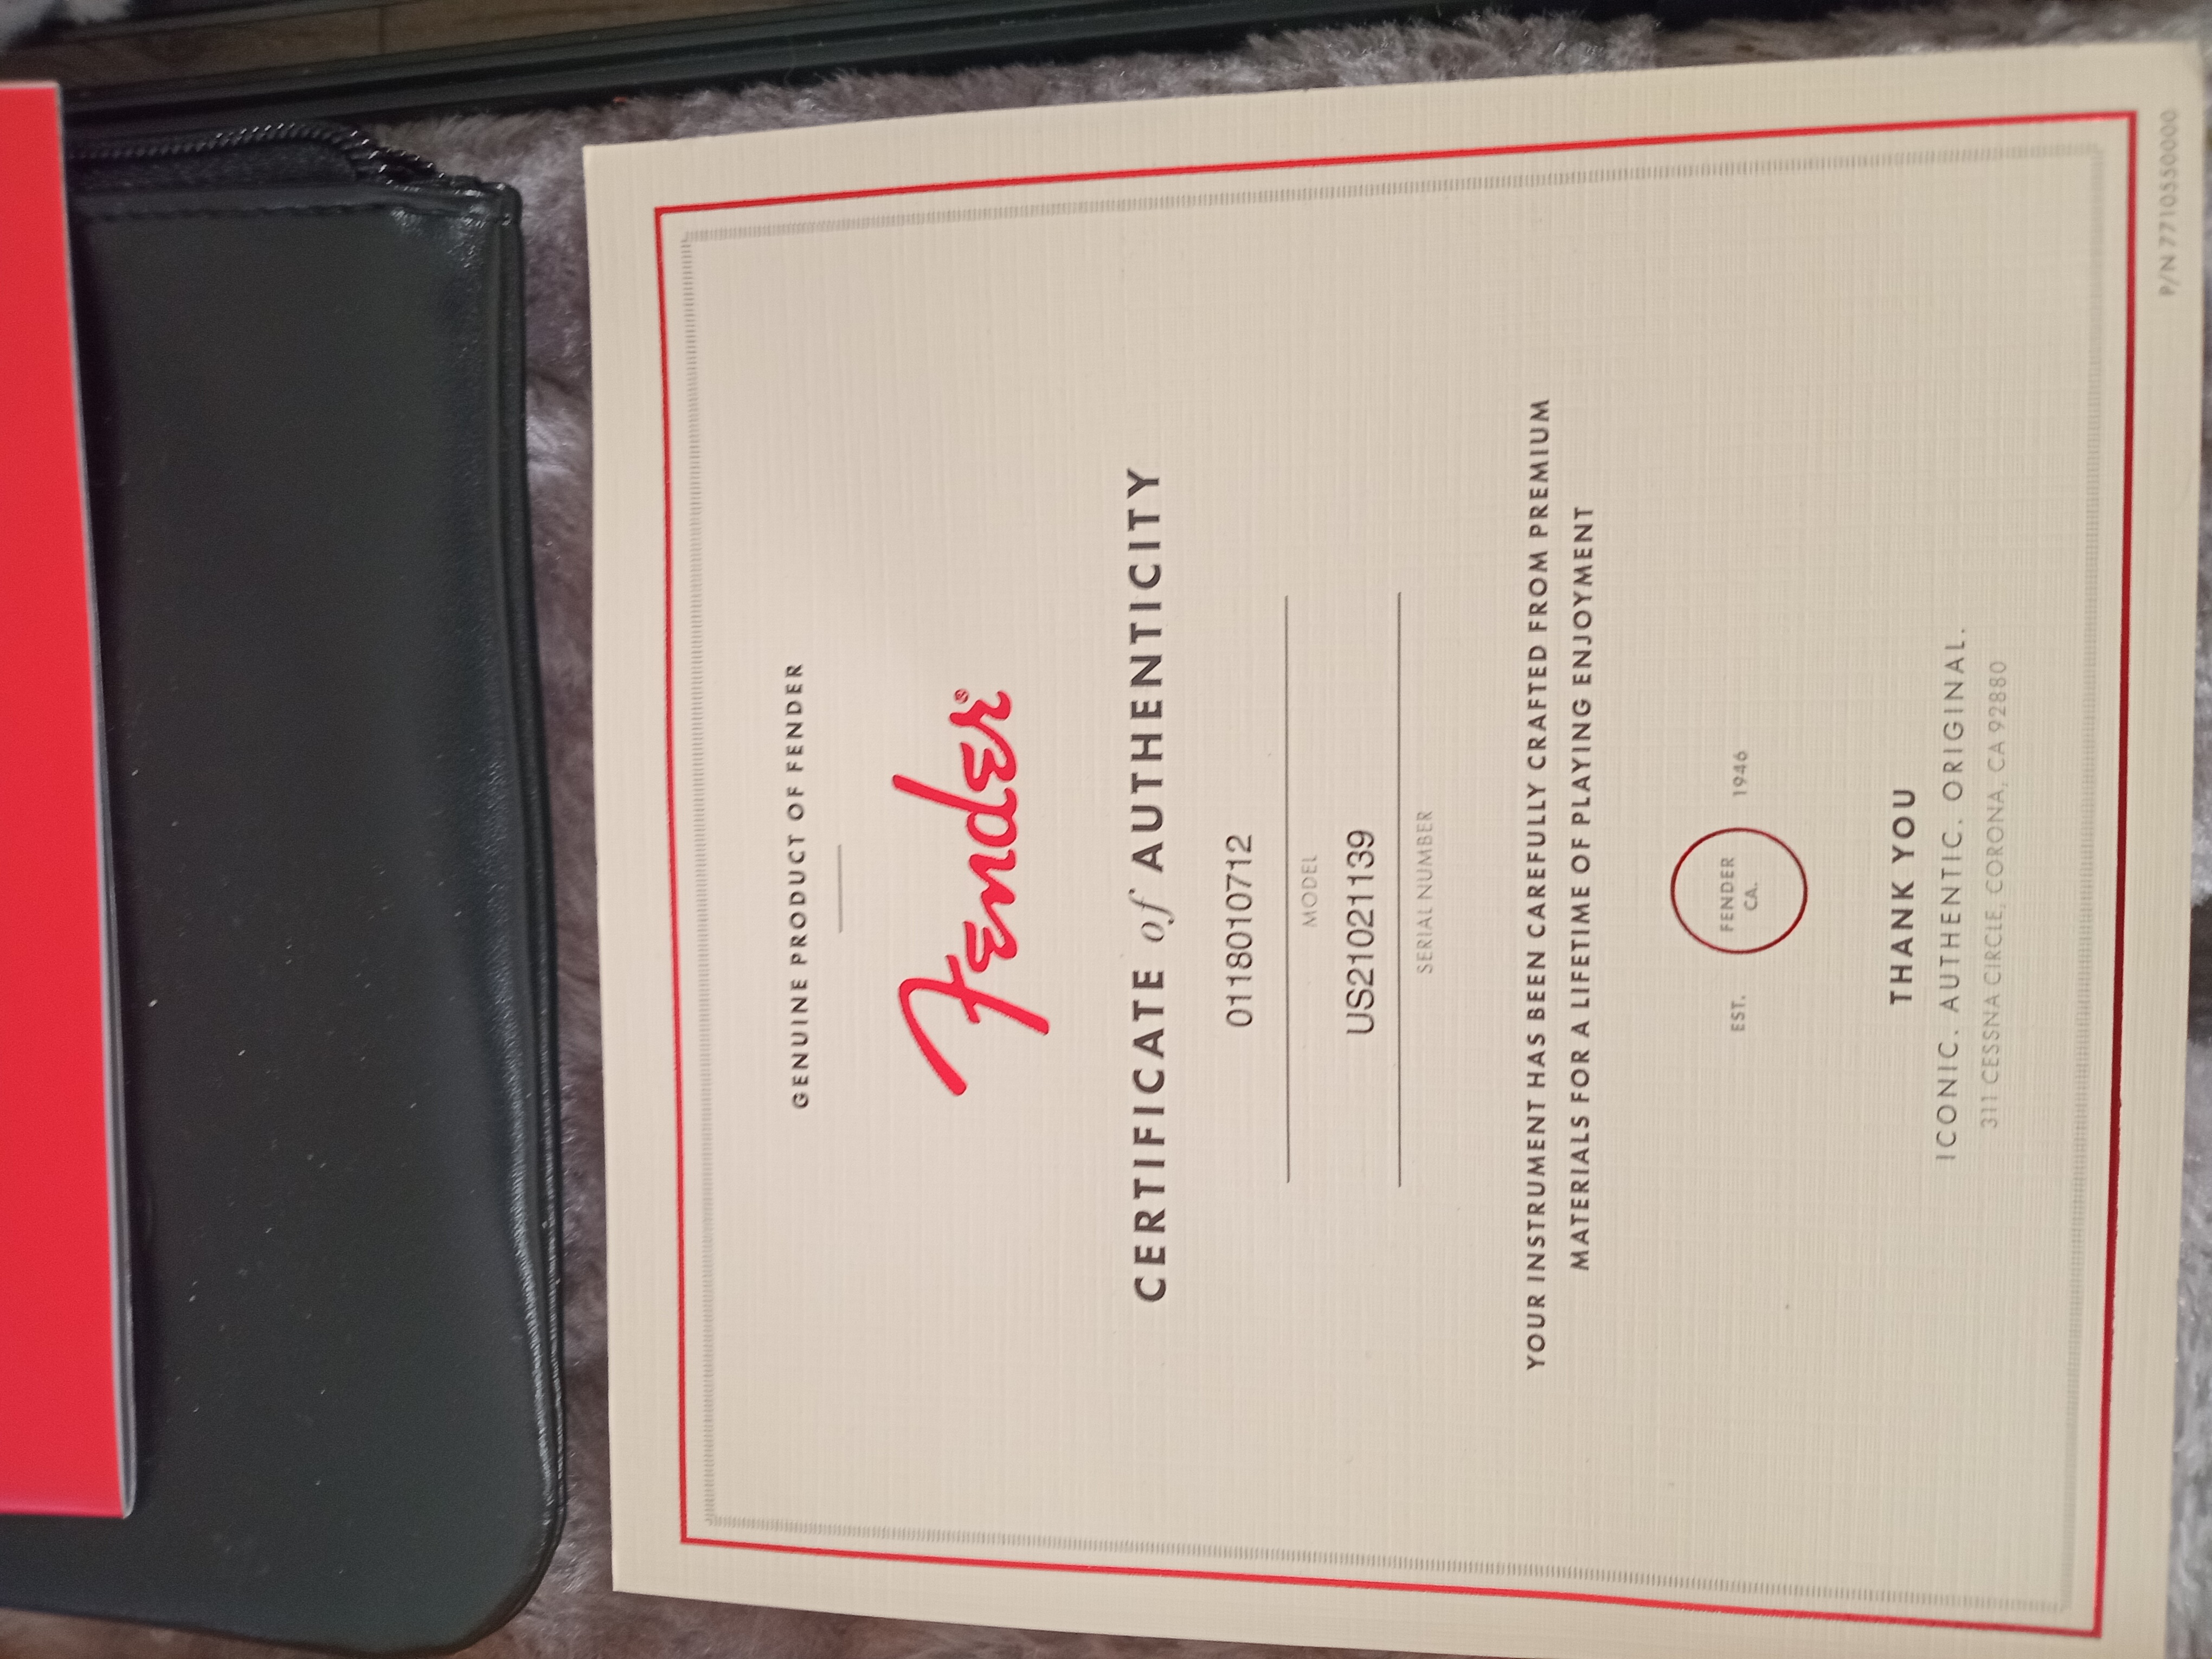 GENUINE PRODUCT OF FENDER
Fender®
CERTIFICATE of AUTHENTICITY
0118010712
MODEL
US21021139
SERIAL NUMBER
YOUR INSTRUMENT HAS BEEN CAREFULLY CRAFTED FROM PREMIUM
MATERIALS FOR A LIFETIME OF PLAYING ENJOYMENT
EST. FENDER CA. 1946
THANK YOU
ICONIC. AUTHENTIC. ORIGINAL.
311 CESSNA CIRCLE, CORONA, CA 92880
P/N 7710550000